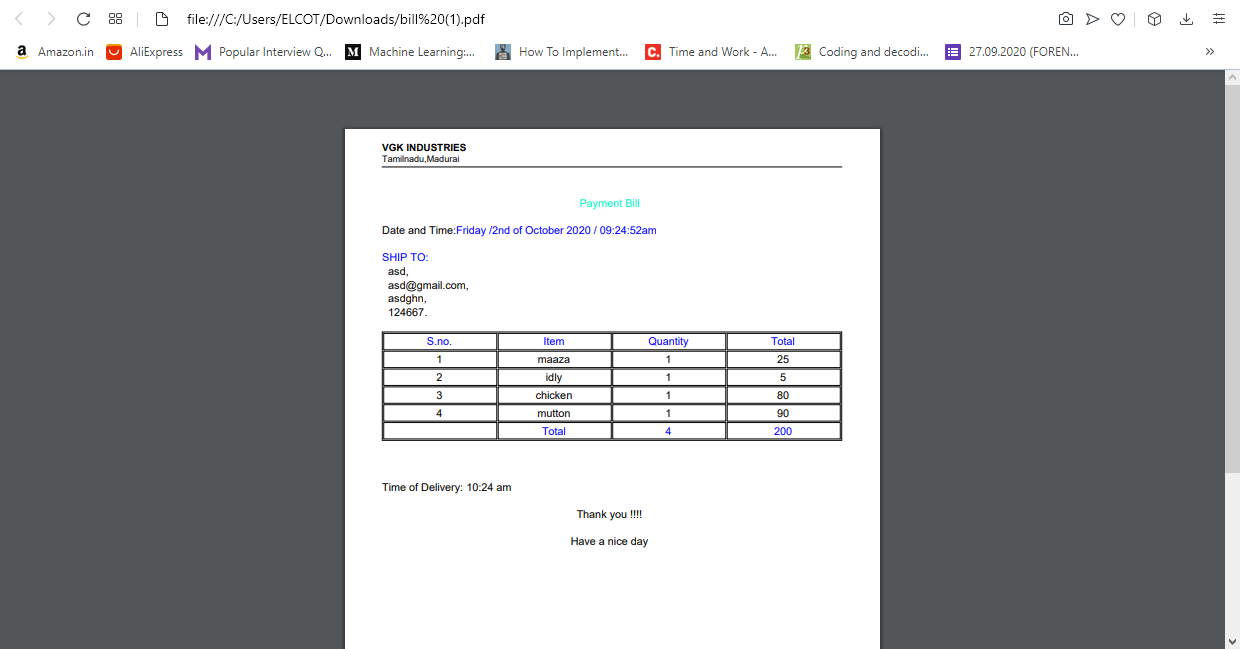 file:///C:/Users/ELCOT/Downloads/bill%20(1).pdf
a Amazon.in AliExpress Popular Interview Q... M Machine Learning:... How To Implement... C. Time and Work - A... Coding and decodi... 27.09.2020 (FOREN... »
VGK INDUSTRIES
Tamilnadu,Madurai
Payment Bill
Date and Time:Friday /2nd of October 2020 / 09:24:52am
SHIP TO:
asd,
asd@gmail.com,
asdghn,
124667.
S.no. Item Quantity Total
1 maaza 1 25
2 idly 1 5
3 chicken 1 80
4 mutton 1 90
Total 4 200
Time of Delivery: 10:24 am
Thank you !!!!
Have a nice day